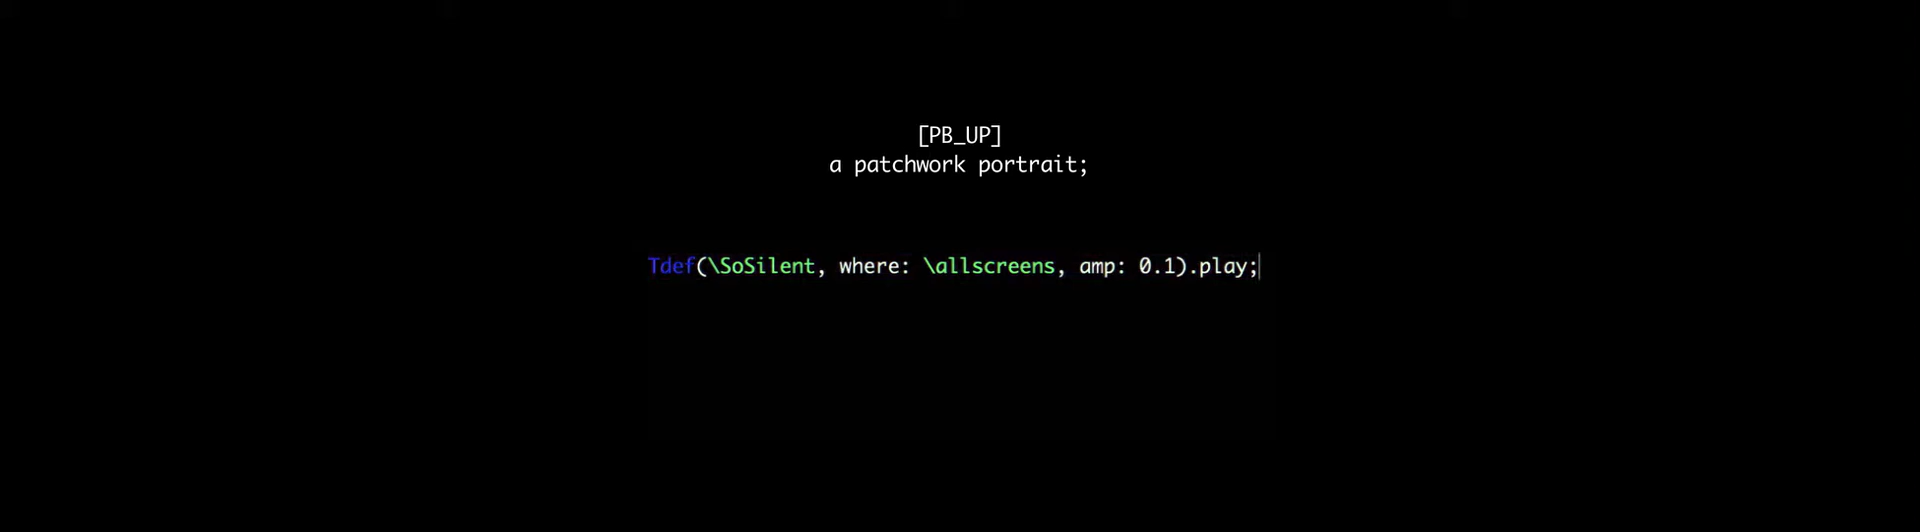 [PB_UP]
a patchwork portrait;
Tdef(\SoSilent, where: \allscreens, amp: 0.1).play;